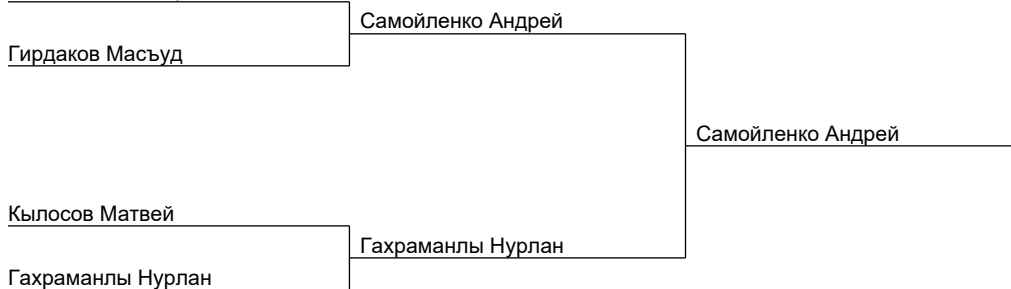 Самойленко Андрей
Гирдаков Масъуд
Самойленко Андрей
Кылосов Матвей
Гахраманлы Нурлан
Гахраманлы Нурлан